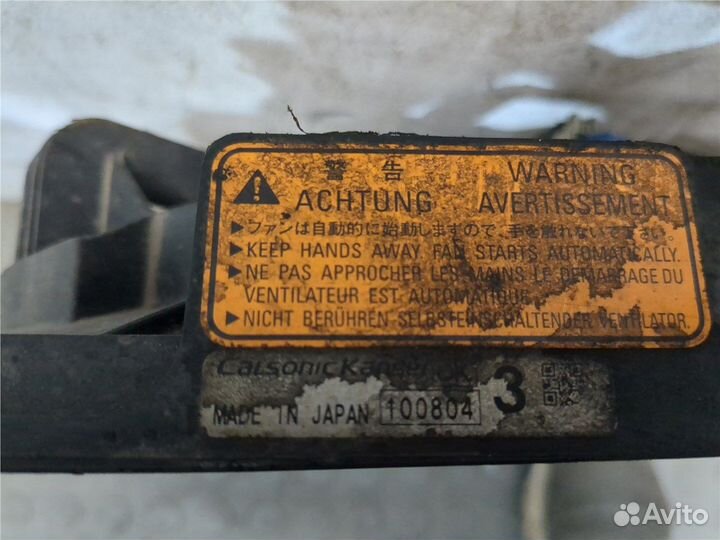 警告 WARNING
ACHTUNG AVERTISSEMENT
▶ファンは自動的に始動しますので、手を触れないで下さい。
▶KEEP HANDS AWAY FAN STARTS AUTOMATICALLY.
▶NE PAS APPROCHER LES MAINS LE DEMARRAGE DU
VENTILATEUR EST AUTOMATIQUE
▶NICHT BERÜHREN SELBSTEINSCHALTENDER VENTILATOR.
CalsonicKansei
MADE IN JAPAN 100804 3
Avito